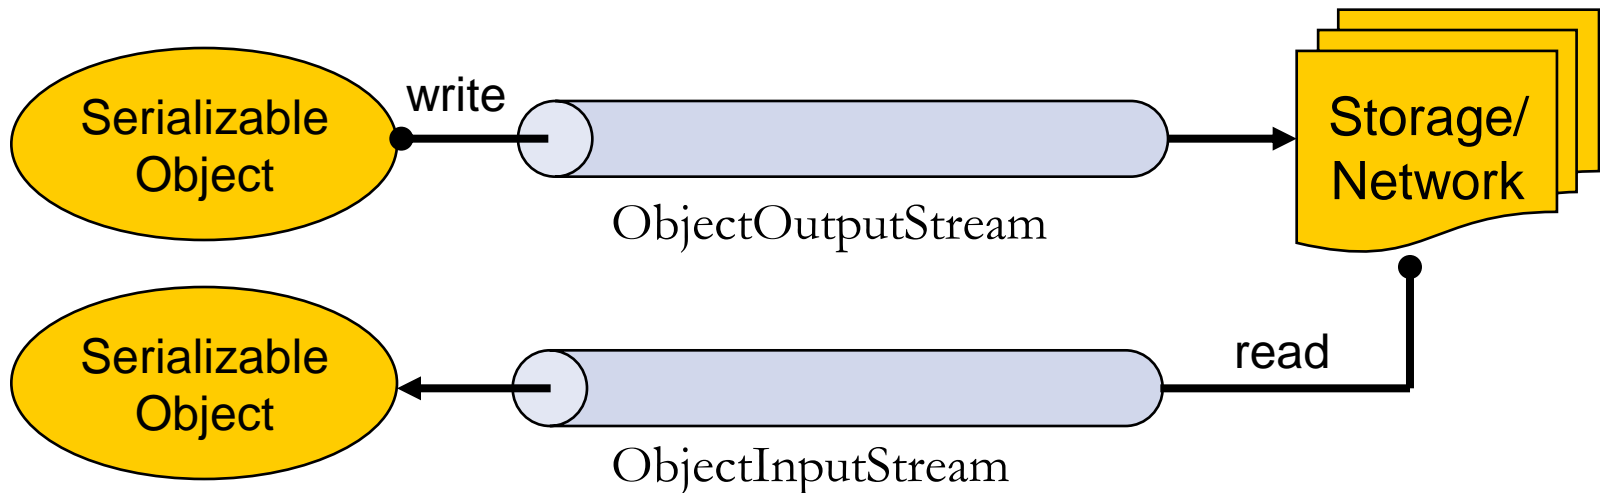 Serializable
Object
write
Storage/
Network
ObjectOutputStream
Serializable
Object
read
ObjectInputStream